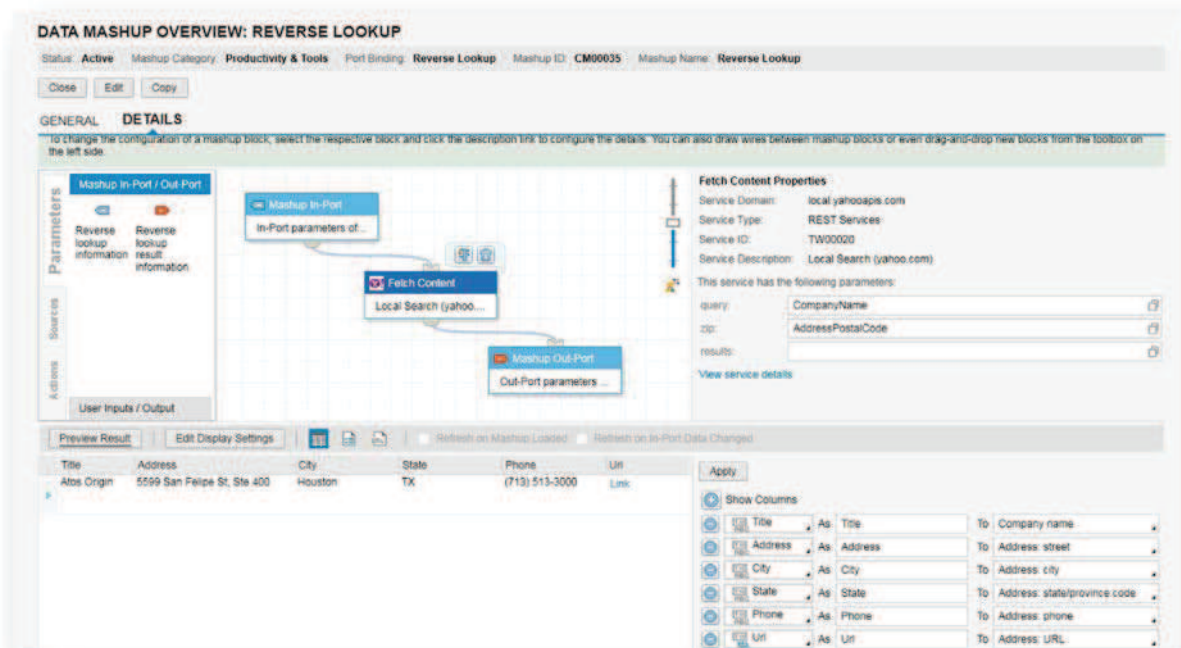 DATA MASHUP OVERVIEW: REVERSE LOOKUP
Status: Active Mashup Category: Productivity & Tools Port Binding: Reverse Lookup Mashup ID: CM00035 Mashup Name: Reverse Lookup
Close Edit Copy
GENERAL DETAILS
To change the configuration of a mashup block, select the respective block and click the description link to configure the details. You can also draw wires between mashup blocks or even drag-and-drop new blocks from the toolbox on
the left side.
Parameters
Sources
Actions
Mashup In-Port / Out-Port
Reverse lookup information
Reverse lookup result information
User Inputs / Output
Mashup In-Port
In-Port parameters of...
Fetch Content
Local Search (yahoo....
Mashup Out-Port
Out-Port parameters ...
Fetch Content Properties
Service Domain: local.yahooapis.com
Service Type: REST Services
Service ID: TW00020
Service Description: Local Search (yahoo.com)
This service has the following parameters:
query: CompanyName
zip: AddressPostalCode
results:
View service details
Preview Result Edit Display Settings Refresh on Mashup Loaded Refresh on In-Port Data Changed
Title Address City State Phone Url
Atos Origin 5599 San Felipe St, Ste 400 Houston TX (713) 513-3000 Link
Apply
Show Columns
Title As Title To Company name
Address As Address To Address: street
City As City To Address: city
State As State To Address: state/province code
Phone As Phone To Address: phone
Url As Url To Address: URL